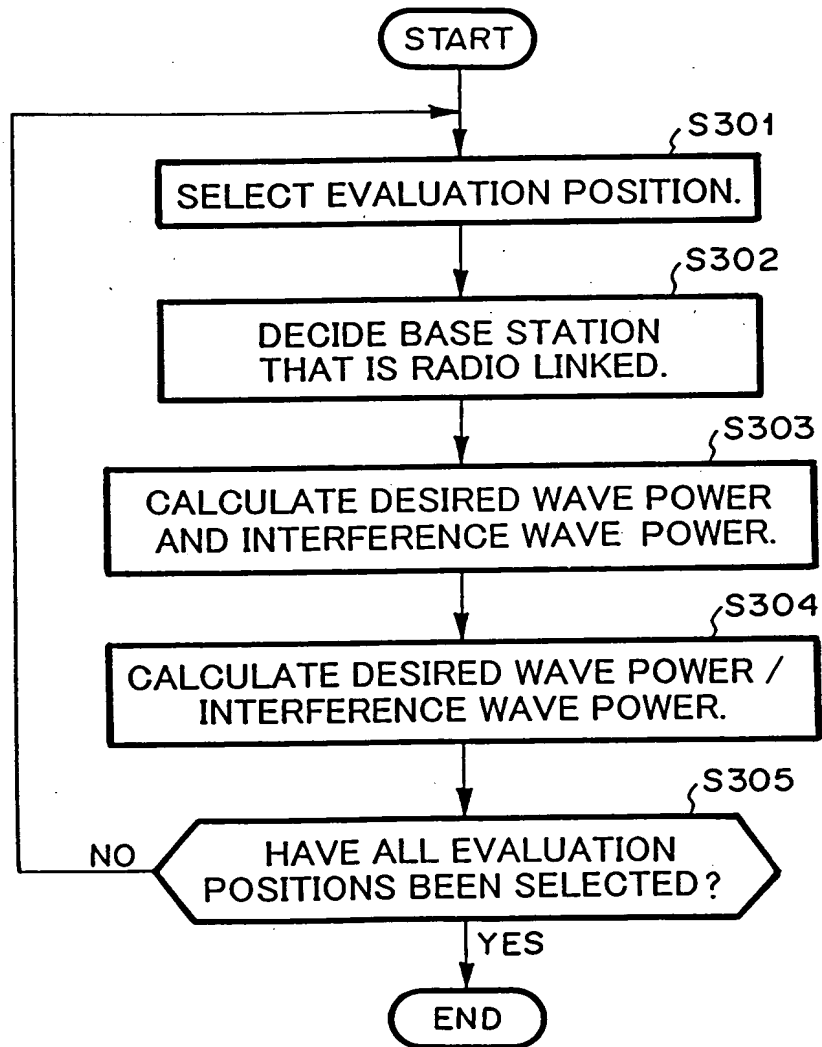 START
S301
SELECT EVALUATION POSITION.
S302
DECIDE BASE STATION
THAT IS RADIO LINKED.
S303
CALCULATE DESIRED WAVE POWER
AND INTERFERENCE WAVE POWER.
S304
CALCULATE DESIRED WAVE POWER /
INTERFERENCE WAVE POWER.
S305
HAVE ALL EVALUATION
POSITIONS BEEN SELECTED?
NO
YES
END